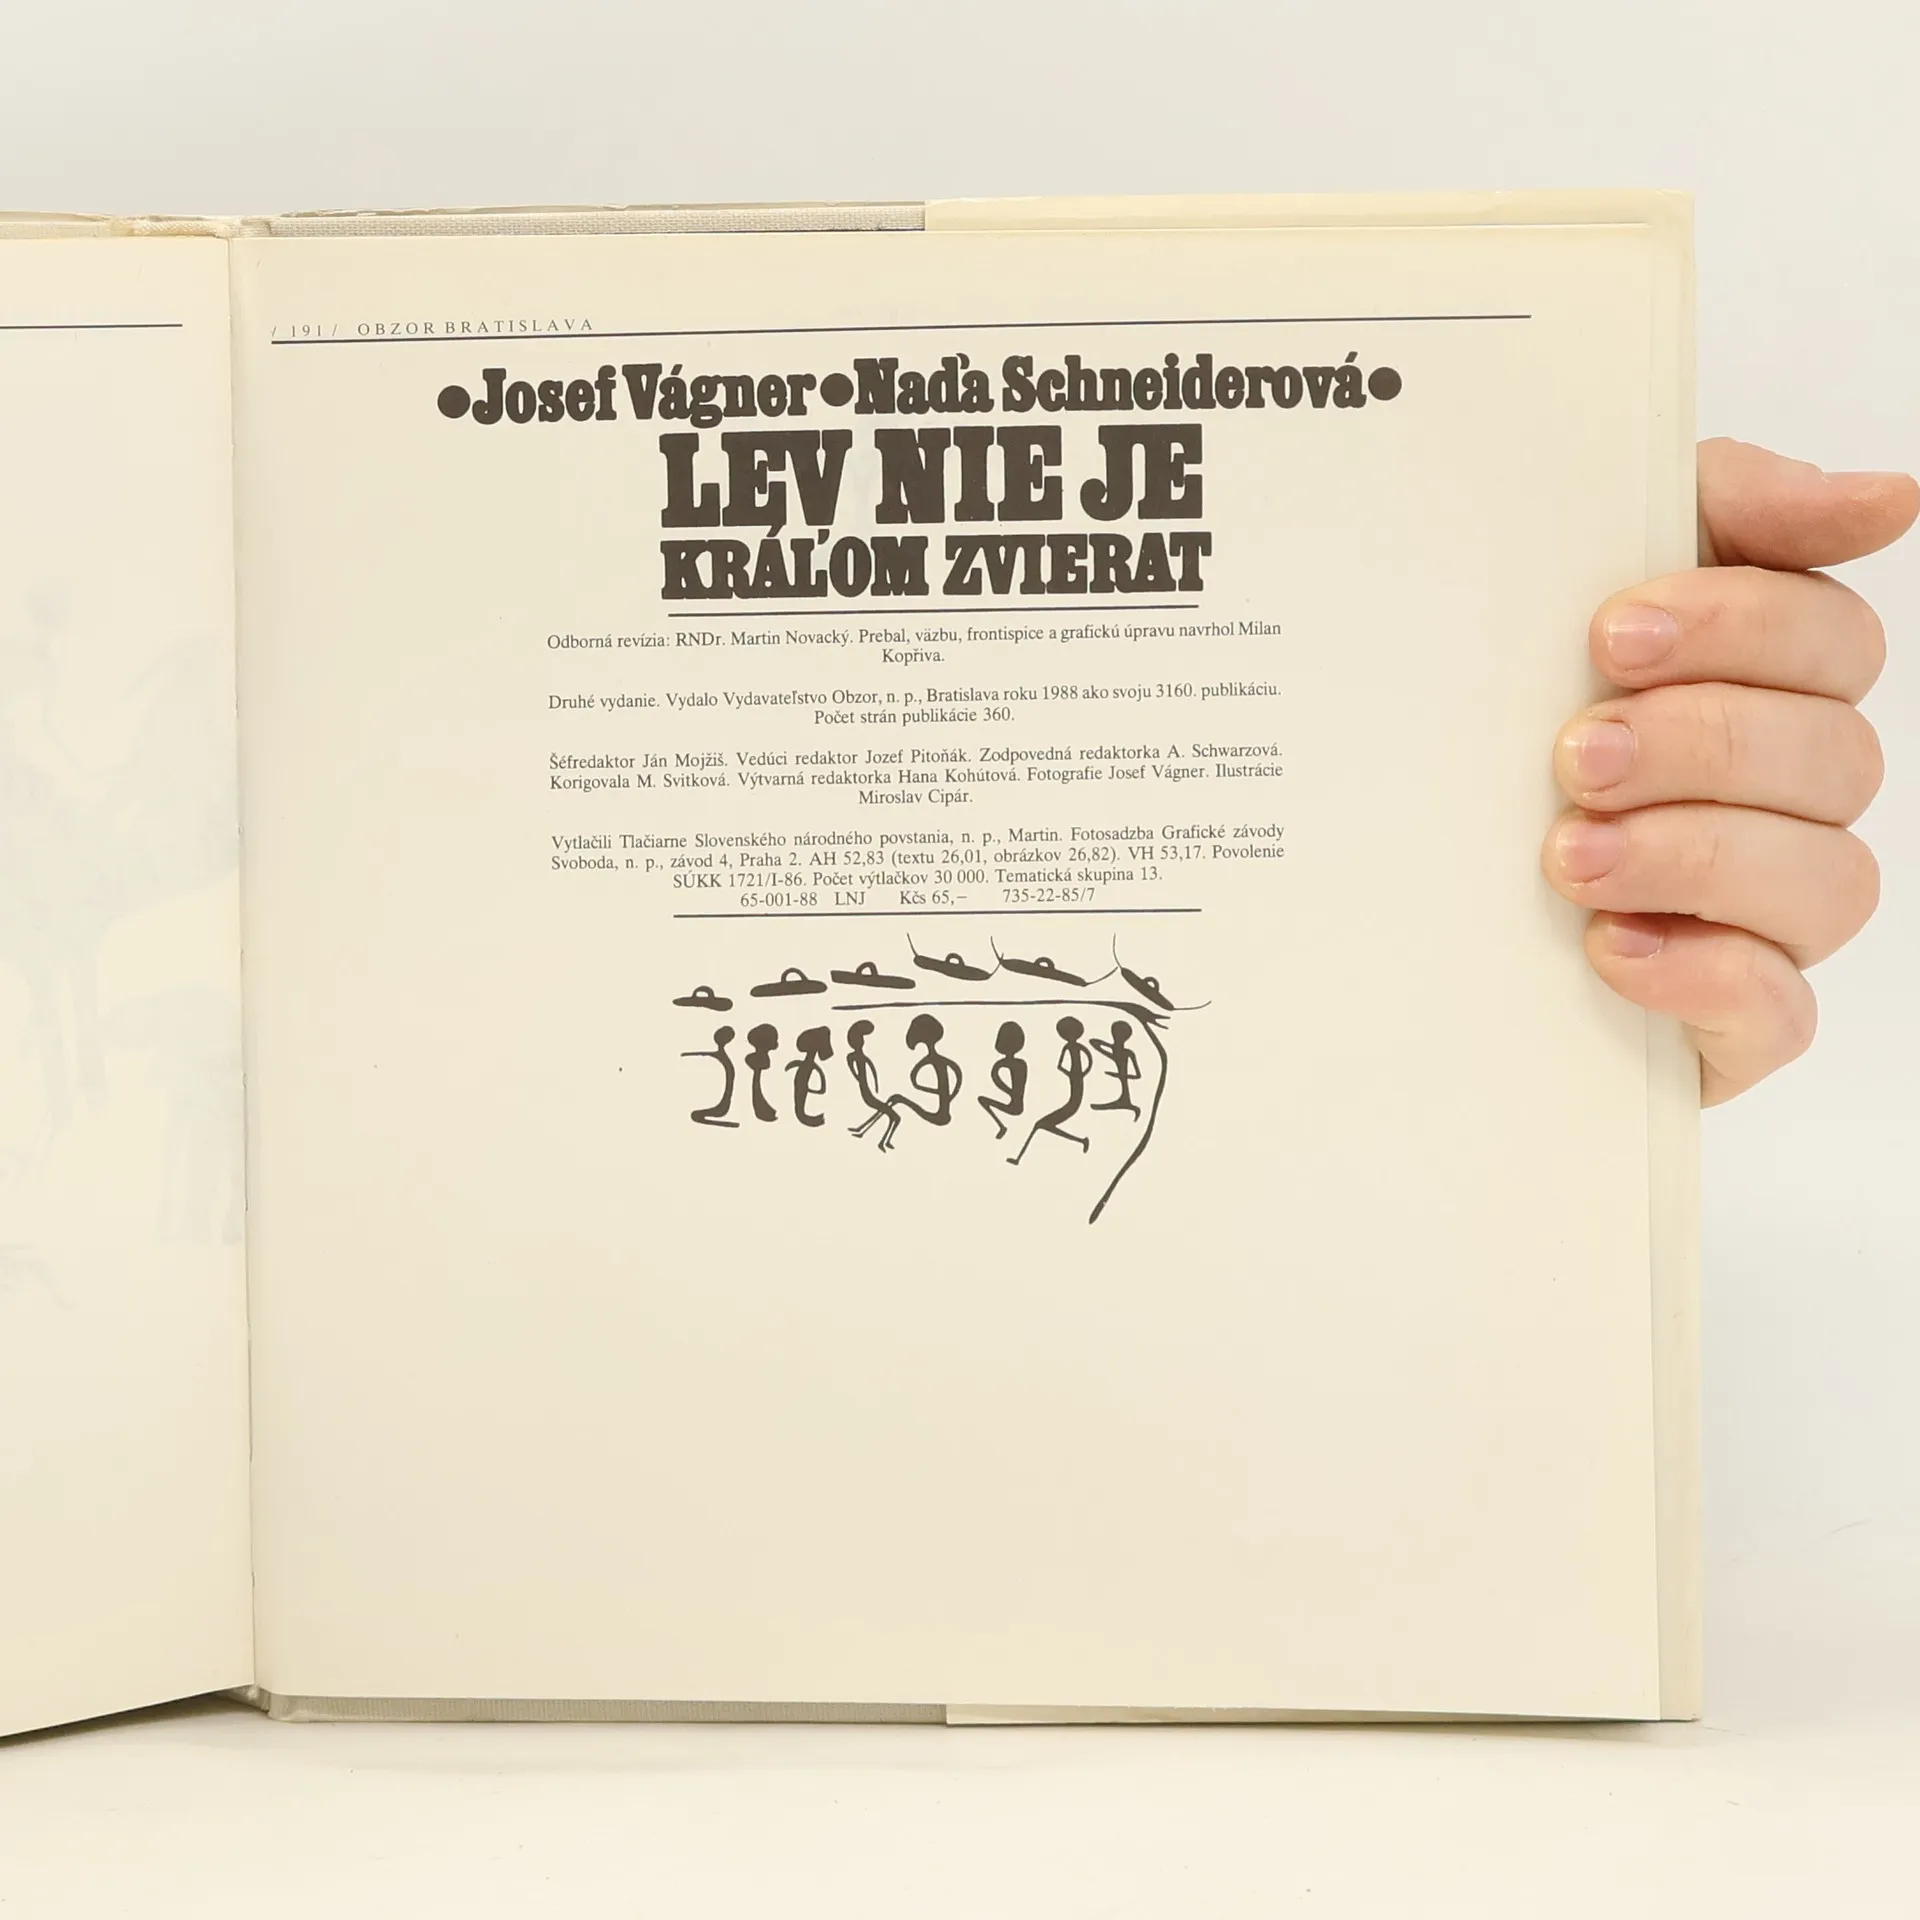 / 191 / OBZOR BRATISLAVA
●Josef Vágner●Naďa Schneiderová●
LEV NIE JE
KRÁĽOM ZVIERAT
Odborná revízia: RNDr. Martin Novacký. Prebal, väzbu, frontispice a grafickú úpravu navrhol Milan
Kopřiva.
Druhé vydanie. Vydalo Vydavateľstvo Obzor, n. p., Bratislava roku 1988 ako svoju 3160. publikáciu.
Počet strán publikácie 360.
Šéfredaktor Ján Mojžiš. Vedúci redaktor Jozef Pitoňák. Zodpovedná redaktorka A. Schwarzová.
Korigovala M. Svitková. Výtvarná redaktorka Hana Kohútová. Fotografie Josef Vágner. Ilustrácie
Miroslav Cipár.
Vytlačili Tlačiarne Slovenského národného povstania, n. p., Martin. Fotosadzba Grafické závody
Svoboda, n. p., závod 4, Praha 2. AH 52,83 (textu 26,01, obrázkov 26,82). VH 53,17. Povolenie
SÚKK 1721/I-86. Počet výtlačkov 30 000. Tematická skupina 13.
65-001-88 LNJ Kčs 65,– 735-22-85/7